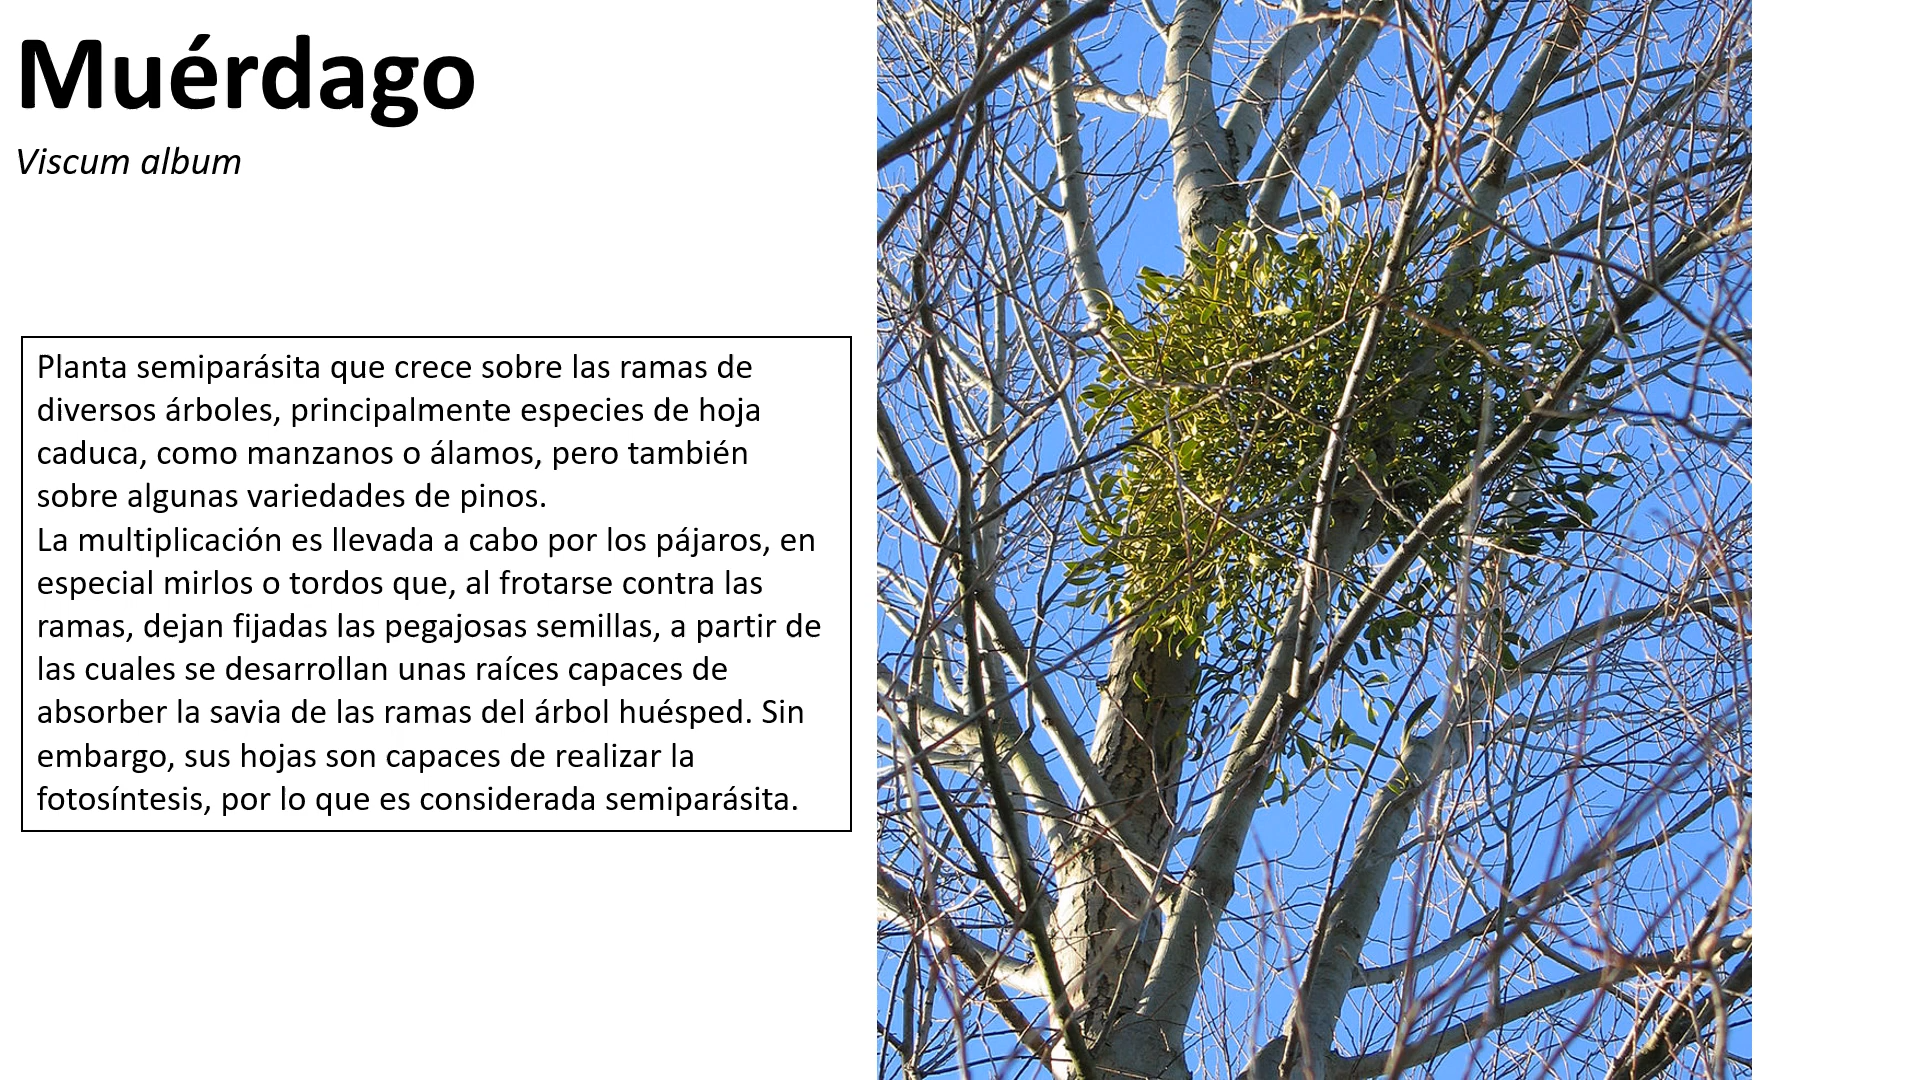 Muérdago
Viscum album
Planta semiparásita que crece sobre las ramas de
diversos árboles, principalmente especies de hoja
caduca, como manzanos o álamos, pero también
sobre algunas variedades de pinos.
La multiplicación es llevada a cabo por los pájaros, en
especial mirlos o tordos que, al frotarse contra las
ramas, dejan fijadas las pegajosas semillas, a partir de
las cuales se desarrollan unas raíces capaces de
absorber la savia de las ramas del árbol huésped. Sin
embargo, sus hojas son capaces de realizar la
fotosíntesis, por lo que es considerada semiparásita.